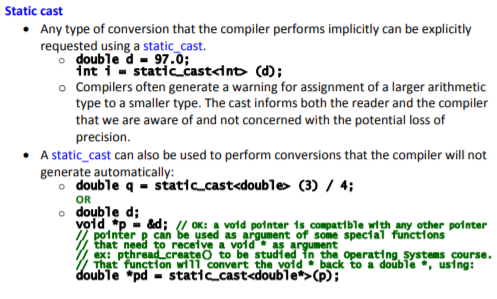 Static cast
• Any type of conversion that the compiler performs implicitly can be explicitly
requested using a static_cast.
○ double d = 97.0;
int i = static_cast<int> (d);
○ Compilers often generate a warning for assignment of a larger arithmetic
type to a smaller type. The cast informs both the reader and the compiler
that we are aware of and not concerned with the potential loss of
precision.
• A static_cast can also be used to perform conversions that the compiler will not
generate automatically:
○ double q = static_cast<double> (3) / 4;
OR
○ double d;
void *p = &d; // OK: a void pointer is compatible with any other pointer
// pointer p can be used as argument of some special functions
// that need to receive a void * as argument
// ex: pthread_create() to be studied in the Operating Systems course.
// That function will convert the void * back to a double *, using:
double *pd = static_cast<double*>(p);